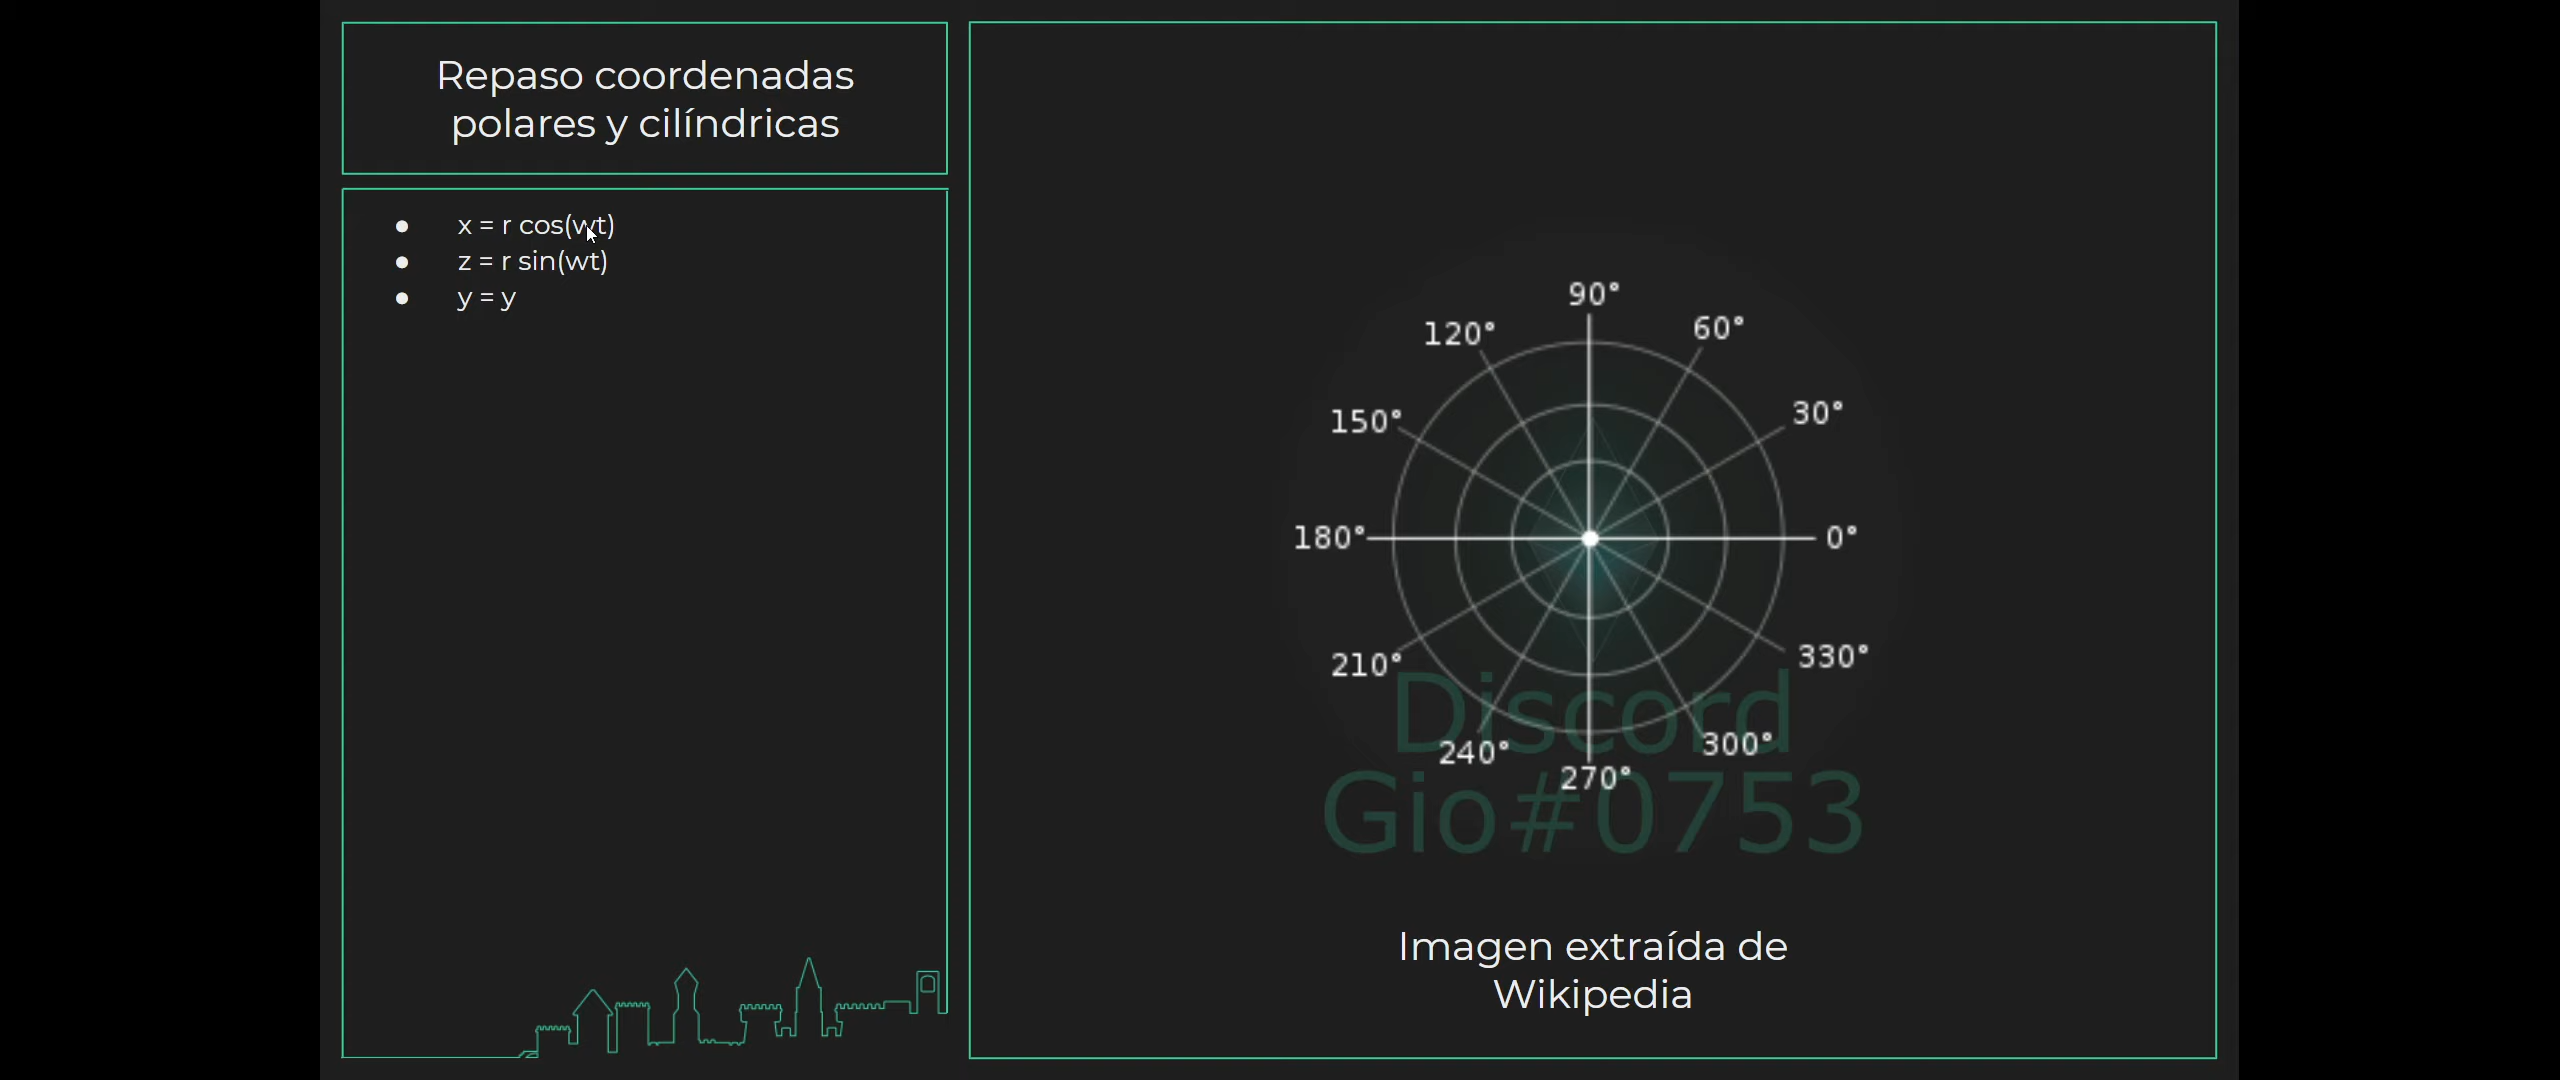 Repaso coordenadas
polares y cilíndricas
● x = r cos(wt)
● z = r sin(wt)
● y = y
90°
120°
60°
150°
30°
180°
0°
210°
330°
240°
300°
270°
Discord
Gio#0753
Imagen extraída de
Wikipedia